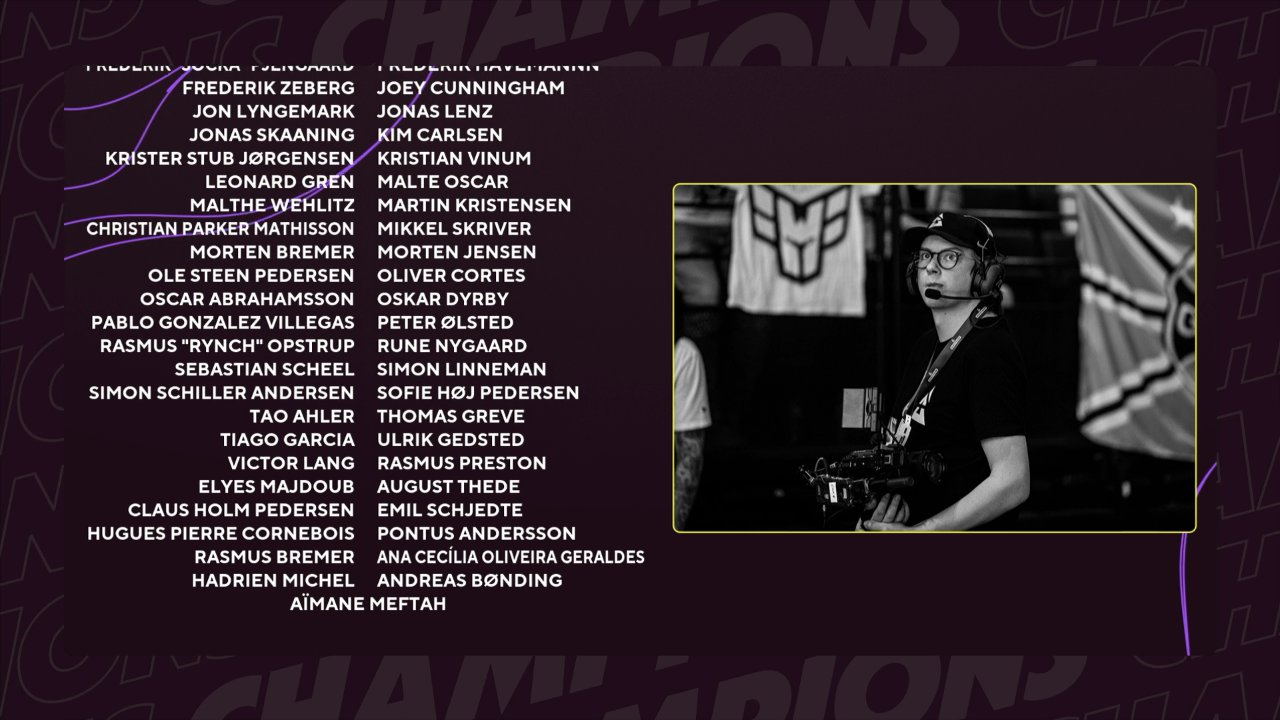 CHAMPIONS
FREDERIK ZEBERG JOEY CUNNINGHAM
JON LYNGEMARK JONAS LENZ
JONAS SKAANING KIM CARLSEN
KRISTER STUB JØRGENSEN KRISTIAN VINUM
LEONARD GREN MALTE OSCAR
MALTHE WEHLITZ MARTIN KRISTENSEN
CHRISTIAN PARKER MATHISSON MIKKEL SKRIVER
MORTEN BREMER MORTEN JENSEN
OLE STEEN PEDERSEN OLIVER CORTES
OSCAR ABRAHAMSSON OSKAR DYRBY
PABLO GONZALEZ VILLEGAS PETER ØLSTED
RASMUS "RYNCH" OPSTRUP RUNE NYGAARD
SEBASTIAN SCHEEL SIMON LINNEMAN
SIMON SCHILLER ANDERSEN SOFIE HØJ PEDERSEN
TAO AHLER THOMAS GREVE
TIAGO GARCIA ULRIK GEDSTED
VICTOR LANG RASMUS PRESTON
ELYES MAJDOUB AUGUST THEDE
CLAUS HOLM PEDERSEN EMIL SCHJEDTE
HUGUES PIERRE CORNEBOIS PONTUS ANDERSSON
RASMUS BREMER ANA CECÍLIA OLIVEIRA GERALDES
HADRIEN MICHEL ANDREAS BØNDING
AÏMANE MEFTAH
CHAMPIONS